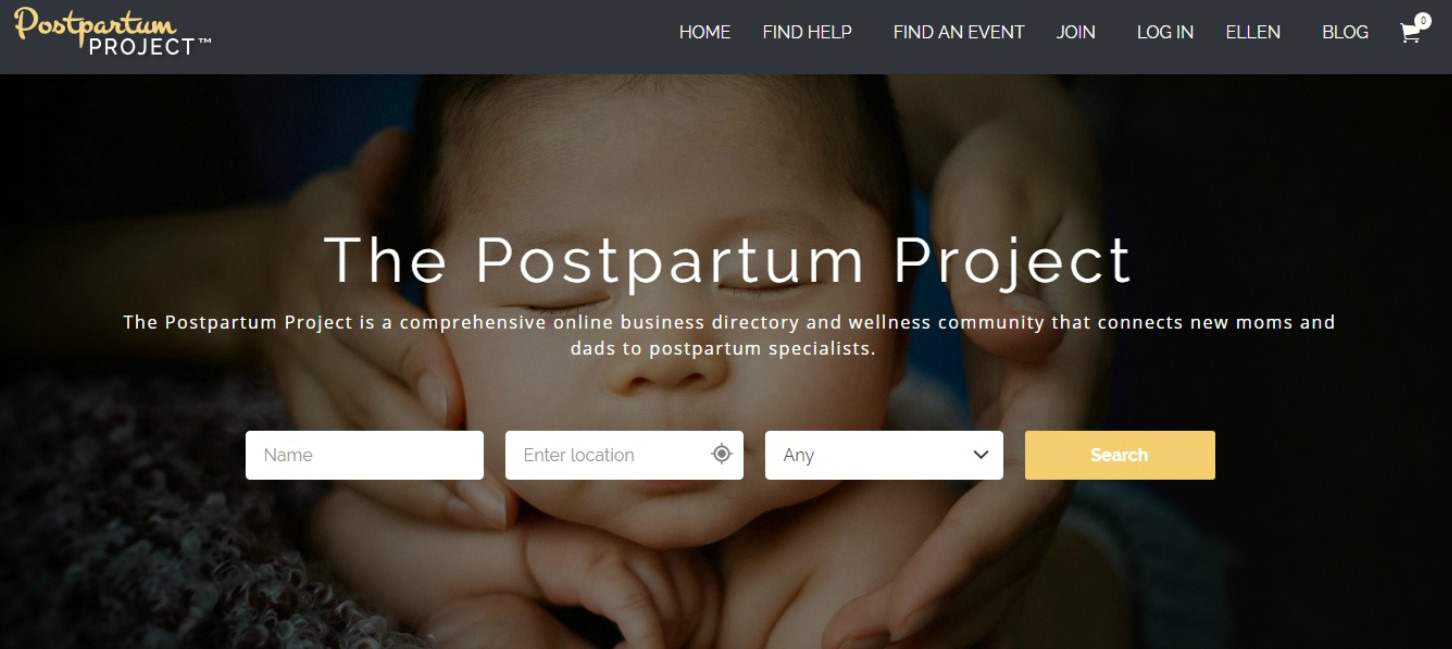 Postpartum
PROJECT™
HOME FIND HELP FIND AN EVENT JOIN LOG IN ELLEN BLOG 0
The Postpartum Project
The Postpartum Project is a comprehensive online business directory and wellness community that connects new moms and
dads to postpartum specialists.
Name Enter location Any Search